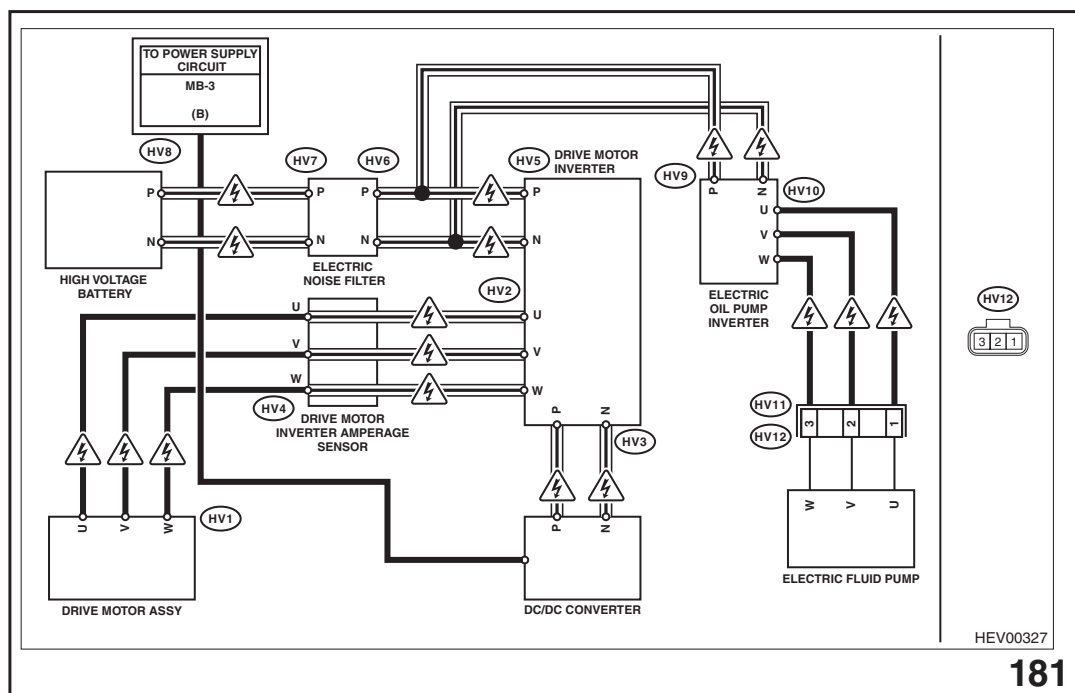 TO POWER SUPPLY
CIRCUIT
MB-3
(B)
HV8
HV7
HV6
HV5
DRIVE MOTOR
INVERTER
HV9
P
N
HV10
P
P
P
P
U
V
N
N
N
N
W
HIGH VOLTAGE
BATTERY
ELECTRIC
NOISE FILTER
HV2
ELECTRIC
OIL PUMP
INVERTER
HV12
3 2 1
U
U
V
V
W
W
HV4
DRIVE MOTOR
INVERTER AMPERAGE
SENSOR
P
N
HV3
HV11
HV12
3
2
1
U
V
W
HV1
P
N
W
V
U
DRIVE MOTOR ASSY
DC/DC CONVERTER
ELECTRIC FLUID PUMP
HEV00327
181